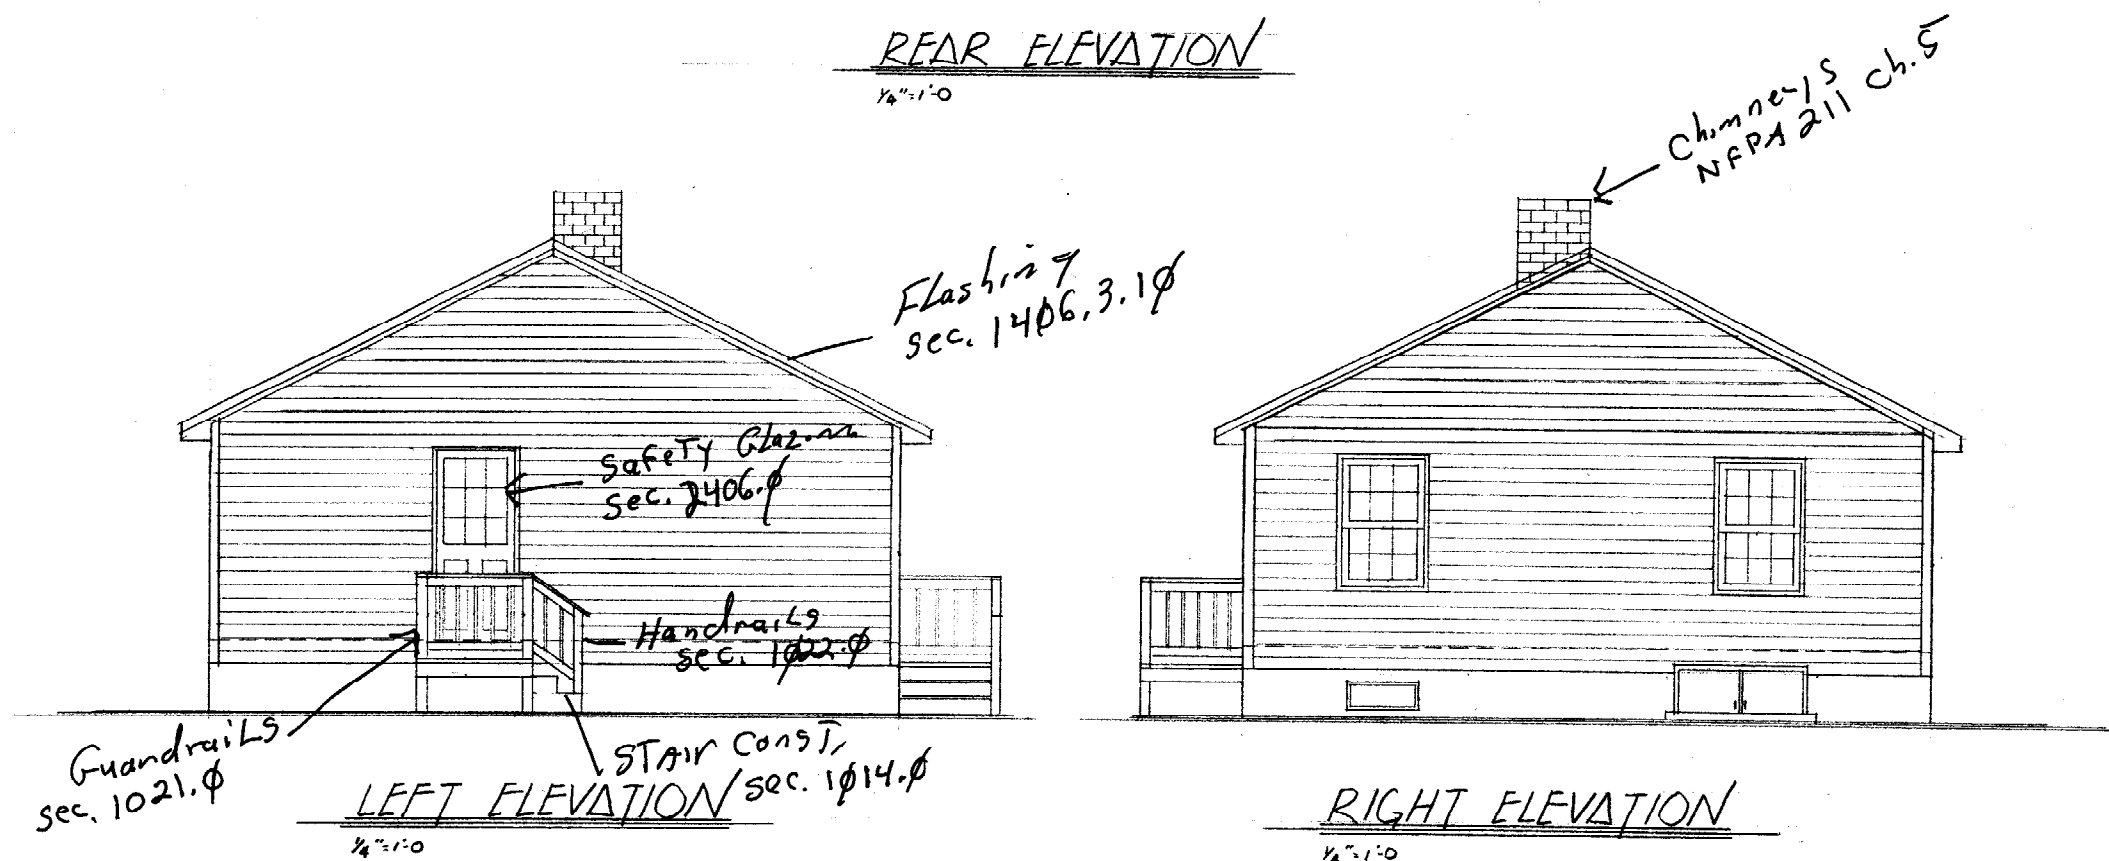 REAR ELEVATION
1/4"=1'-0
Chimneys
NFPA 211 Ch. 5
Flashing
sec. 1406.3.10
Safety Glazing
sec. 2406.0
Handrails
sec. 1022.0
Guardrails
sec. 1021.0
STAIR CONST.
sec. 1014.0
LEFT ELEVATION
1/4"=1'-0
RIGHT ELEVATION
1/4"=1'-0